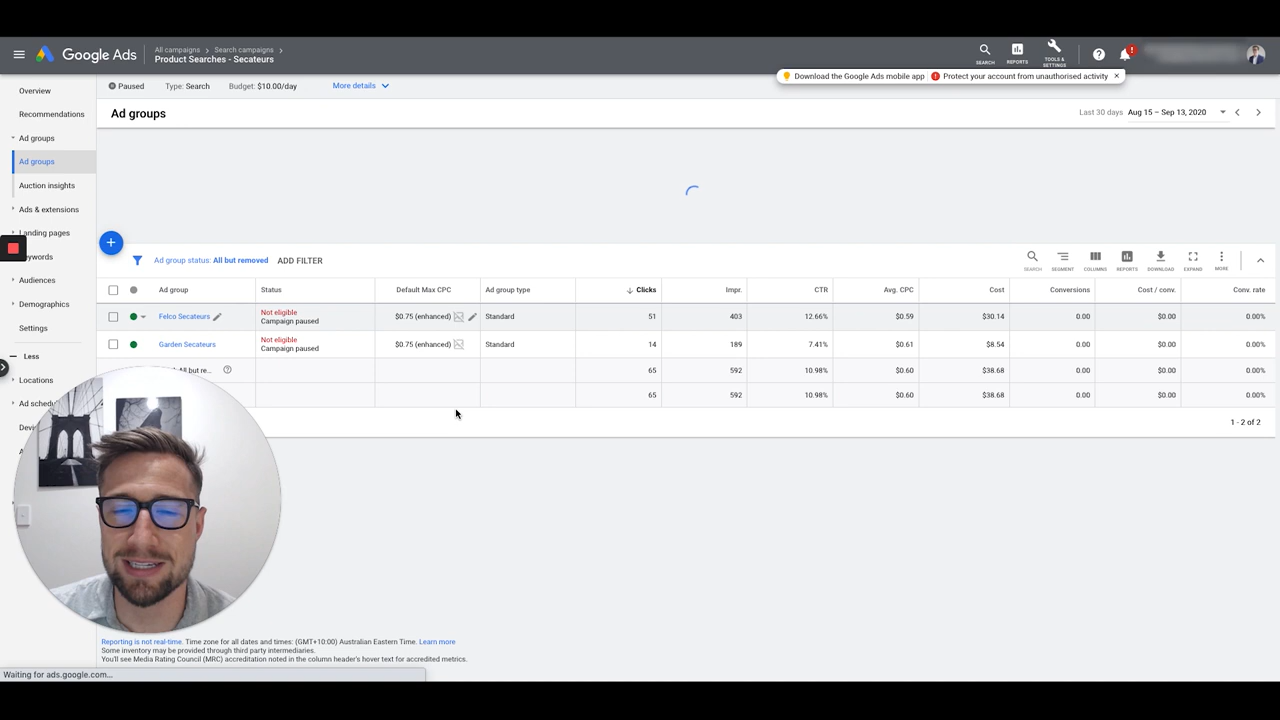 Google Ads
All campaigns > Search campaigns >
Product Searches - Secateurs
SEARCH
REPORTS
TOOLS &
SETTINGS
!
Download the Google Ads mobile app
Protect your account from unauthorised activity
Paused
Type: Search
Budget: $10.00/day
More details
Overview
Recommendations
Ad groups
Ad groups
Auction insights
Ads & extensions
Landing pages
eywords
Audiences
Demographics
Settings
Less
Locations
Ad sched
Devi
Ad groups
Last 30 days
Aug 15 – Sep 13, 2020
Ad group status: All but removed
ADD FILTER
SEARCH
SEGMENT
COLUMNS
REPORTS
DOWNLOAD
EXPAND
MORE
Ad group Status Default Max CPC Ad group type Clicks Impr. CTR Avg. CPC Cost Conversions Cost / conv. Conv. rate
Felco Secateurs Not eligible Campaign paused $0.75 (enhanced) Standard 51 403 12.66% $0.59 $30.14 0.00 $0.00 0.00%
Garden Secateurs Not eligible Campaign paused $0.75 (enhanced) Standard 14 189 7.41% $0.61 $8.54 0.00 $0.00 0.00%
All but re... 65 592 10.98% $0.60 $38.68 0.00 $0.00 0.00%
65 592 10.98% $0.60 $38.68 0.00 $0.00 0.00%
1 - 2 of 2
Reporting is not real-time. Time zone for all dates and times: (GMT+10:00) Australian Eastern Time. Learn more
Some inventory may be provided through third party intermediaries.
You'll see Media Rating Council (MRC) accreditation noted in the column header's hover text for accredited metrics.
Waiting for ads.google.com...